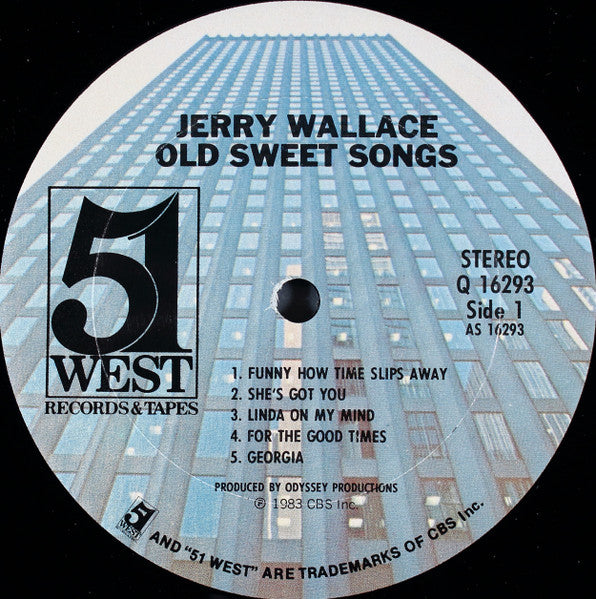 JERRY WALLACE
OLD SWEET SONGS
51
WEST
RECORDS & TAPES
STEREO
Q 16293
Side 1
AS 16293
1. FUNNY HOW TIME SLIPS AWAY
2. SHE'S GOT YOU
3. LINDA ON MY MIND
4. FOR THE GOOD TIMES
5. GEORGIA
PRODUCED BY ODYSSEY PRODUCTIONS
Ⓟ 1983 CBS Inc.
51
WEST
AND "51 WEST" ARE TRADEMARKS OF CBS Inc.